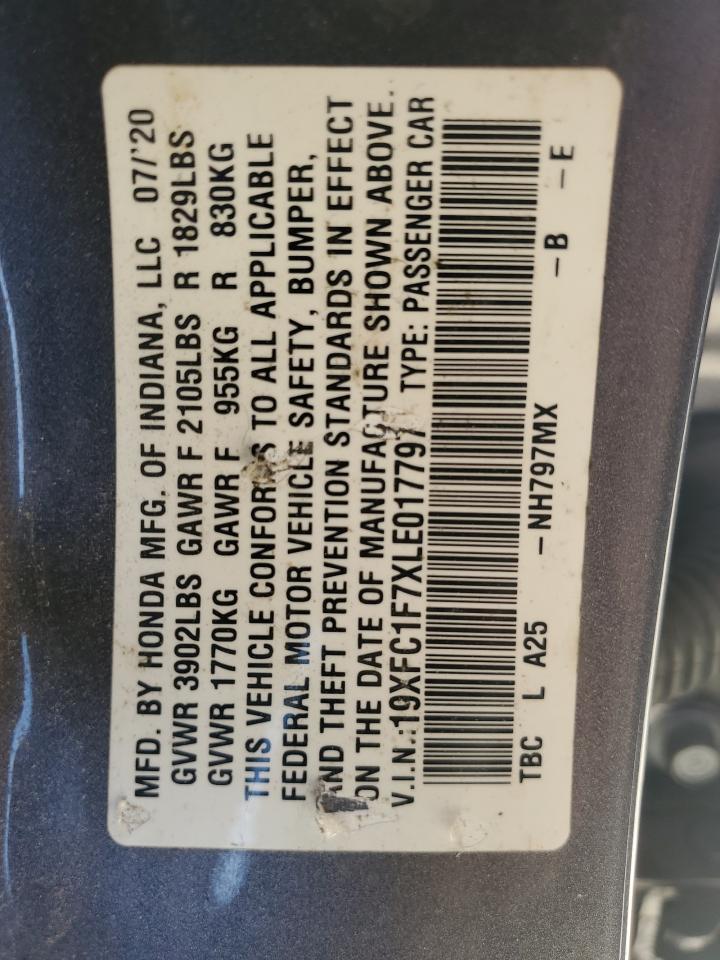 MFD. BY HONDA MFG. OF INDIANA, LLC 07/'20
GVWR 3902LBS GAWR F 2105LBS R 1829LBS
GVWR 1770KG GAWR F 955KG R 830KG
THIS VEHICLE CONFORMS TO ALL APPLICABLE
FEDERAL MOTOR VEHICLE SAFETY, BUMPER,
AND THEFT PREVENTION STANDARDS IN EFFECT
ON THE DATE OF MANUFACTURE SHOWN ABOVE.
V.I.N.:19XFC1F7XLE017797 TYPE: PASSENGER CAR
TBC L A25 -NH797MX -B -E